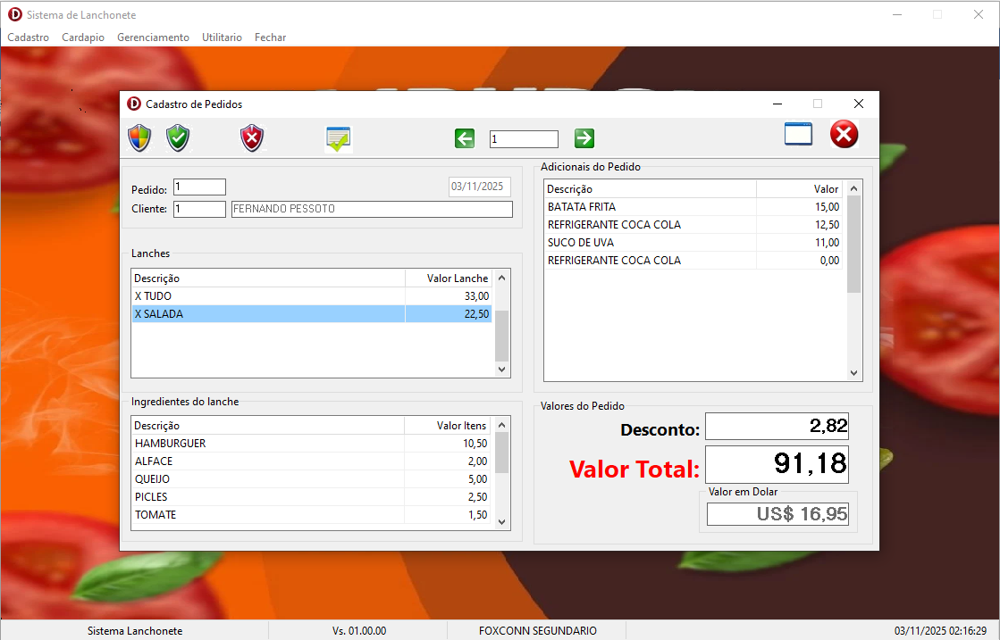 Sistema de Lanchonete
Cadastro Cardapio Gerenciamento Utilitario Fechar
Cadastro de Pedidos
1
Pedido: 1 03/11/2025
Cliente: 1 FERNANDO PESSOTO
Lanches
Descrição Valor Lanche
X TUDO 33,00
X SALADA 22,50
Ingredientes do lanche
Descrição Valor Itens
HAMBURGUER 10,50
ALFACE 2,00
QUEIJO 5,00
PICLES 2,50
TOMATE 1,50
Adicionais do Pedido
Descrição Valor
BATATA FRITA 15,00
REFRIGERANTE COCA COLA 12,50
SUCO DE UVA 11,00
REFRIGERANTE COCA COLA 0,00
Valores do Pedido
Desconto: 2,82
Valor Total: 91,18
Valor em Dolar
US$ 16,95
Sistema Lanchonete Vs. 01.00.00 FOXCONN SEGUNDARIO 03/11/2025 02:16:29